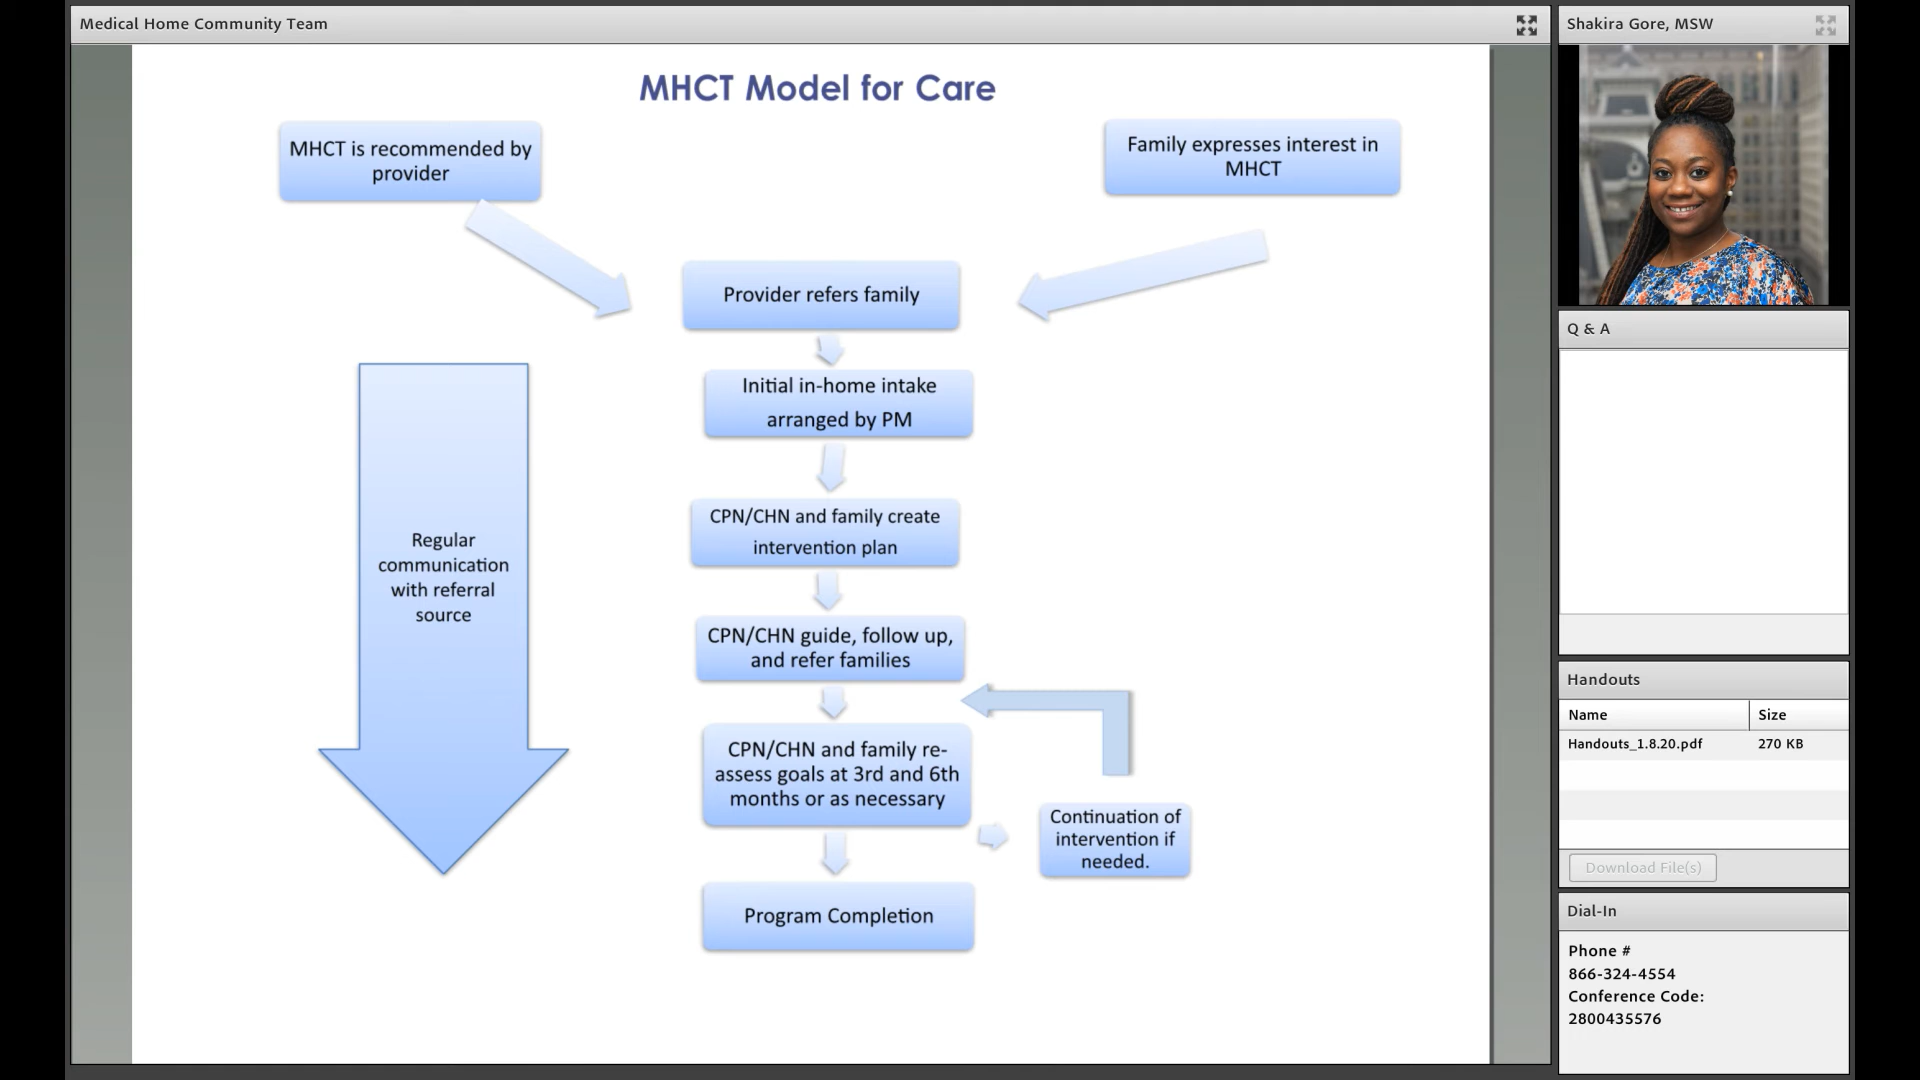 Medical Home Community Team
MHCT Model for Care
MHCT is recommended by
provider
Family expresses interest in
MHCT
Provider refers family
Initial in-home intake
arranged by PM
CPN/CHN and family create
intervention plan
CPN/CHN guide, follow up,
and refer families
CPN/CHN and family re-
assess goals at 3rd and 6th
months or as necessary
Continuation of
intervention if
needed.
Program Completion
Regular
communication
with referral
source
Shakira Gore, MSW
Q & A
Handouts
Name Size
Handouts_1.8.20.pdf 270 KB
Download File(s)
Dial-In
Phone #
866-324-4554
Conference Code:
2800435576